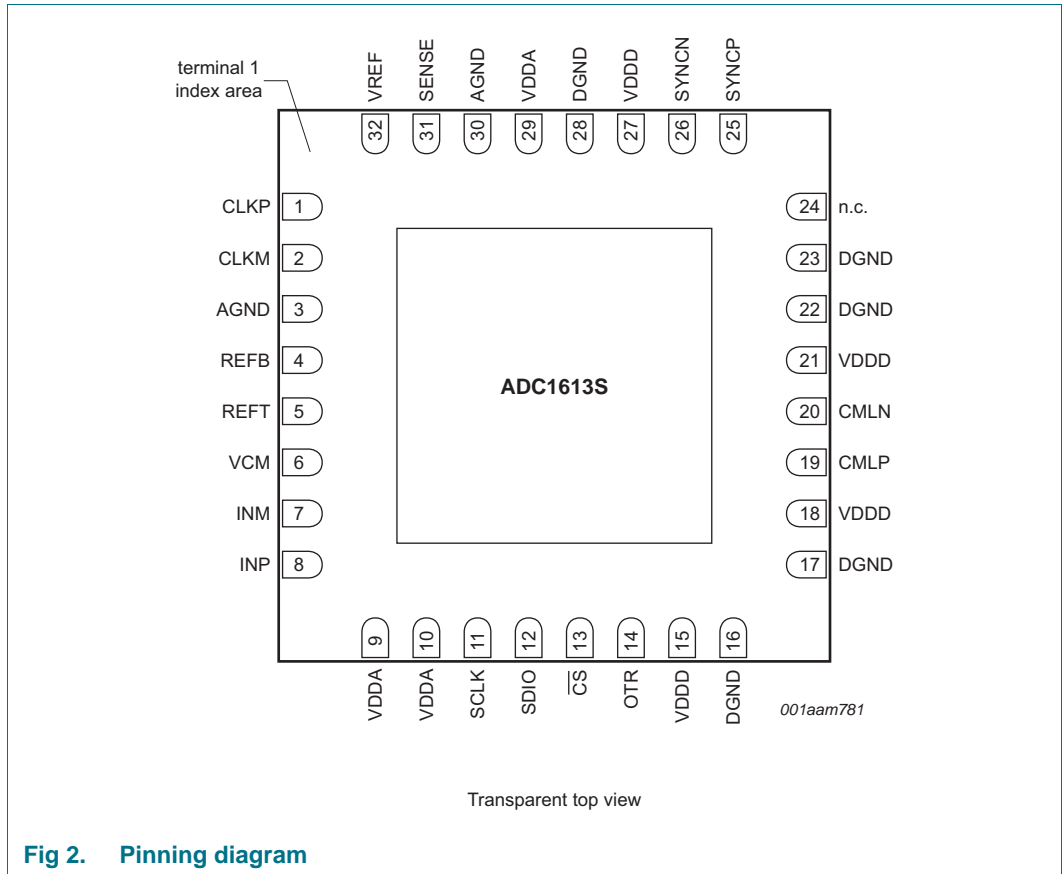 terminal 1
index area
VREF
SENSE
AGND
VDDA
DGND
VDDD
SYNCN
SYNCP
32
31
30
29
28
27
26
25
CLKP 1
CLKM 2
AGND 3
REFB 4
REFT 5
VCM 6
INM 7
INP 8
ADC1613S
24 n.c.
23 DGND
22 DGND
21 VDDD
20 CMLN
19 CMLP
18 VDDD
17 DGND
9
10
11
12
13
14
15
16
VDDA
VDDA
SCLK
SDIO
CS
OTR
VDDD
DGND
001aam781
Transparent top view
Fig 2. Pinning diagram